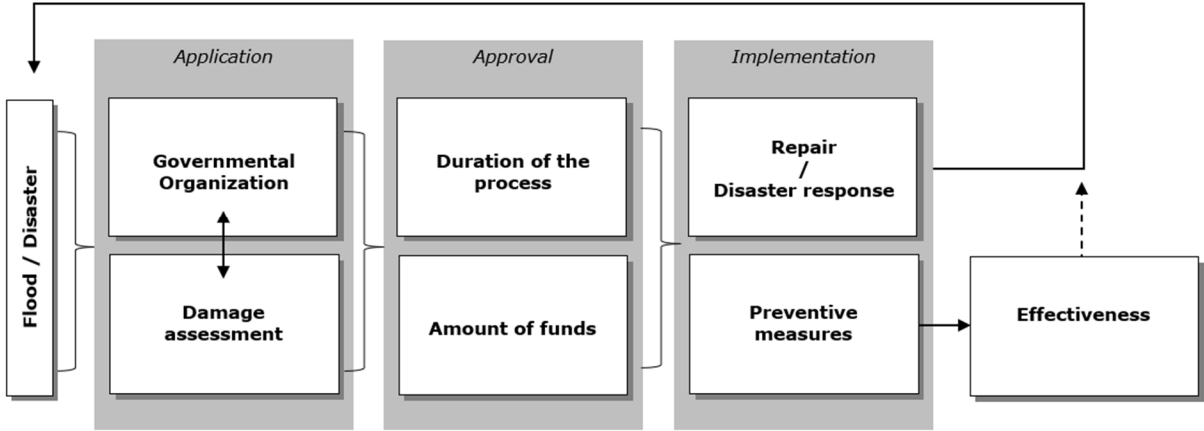 Application
Approval
Implementation
Flood / Disaster
Governmental
Organization
Damage
assessment
Duration of the
process
Amount of funds
Repair
/
Disaster response
Preventive
measures
Effectiveness